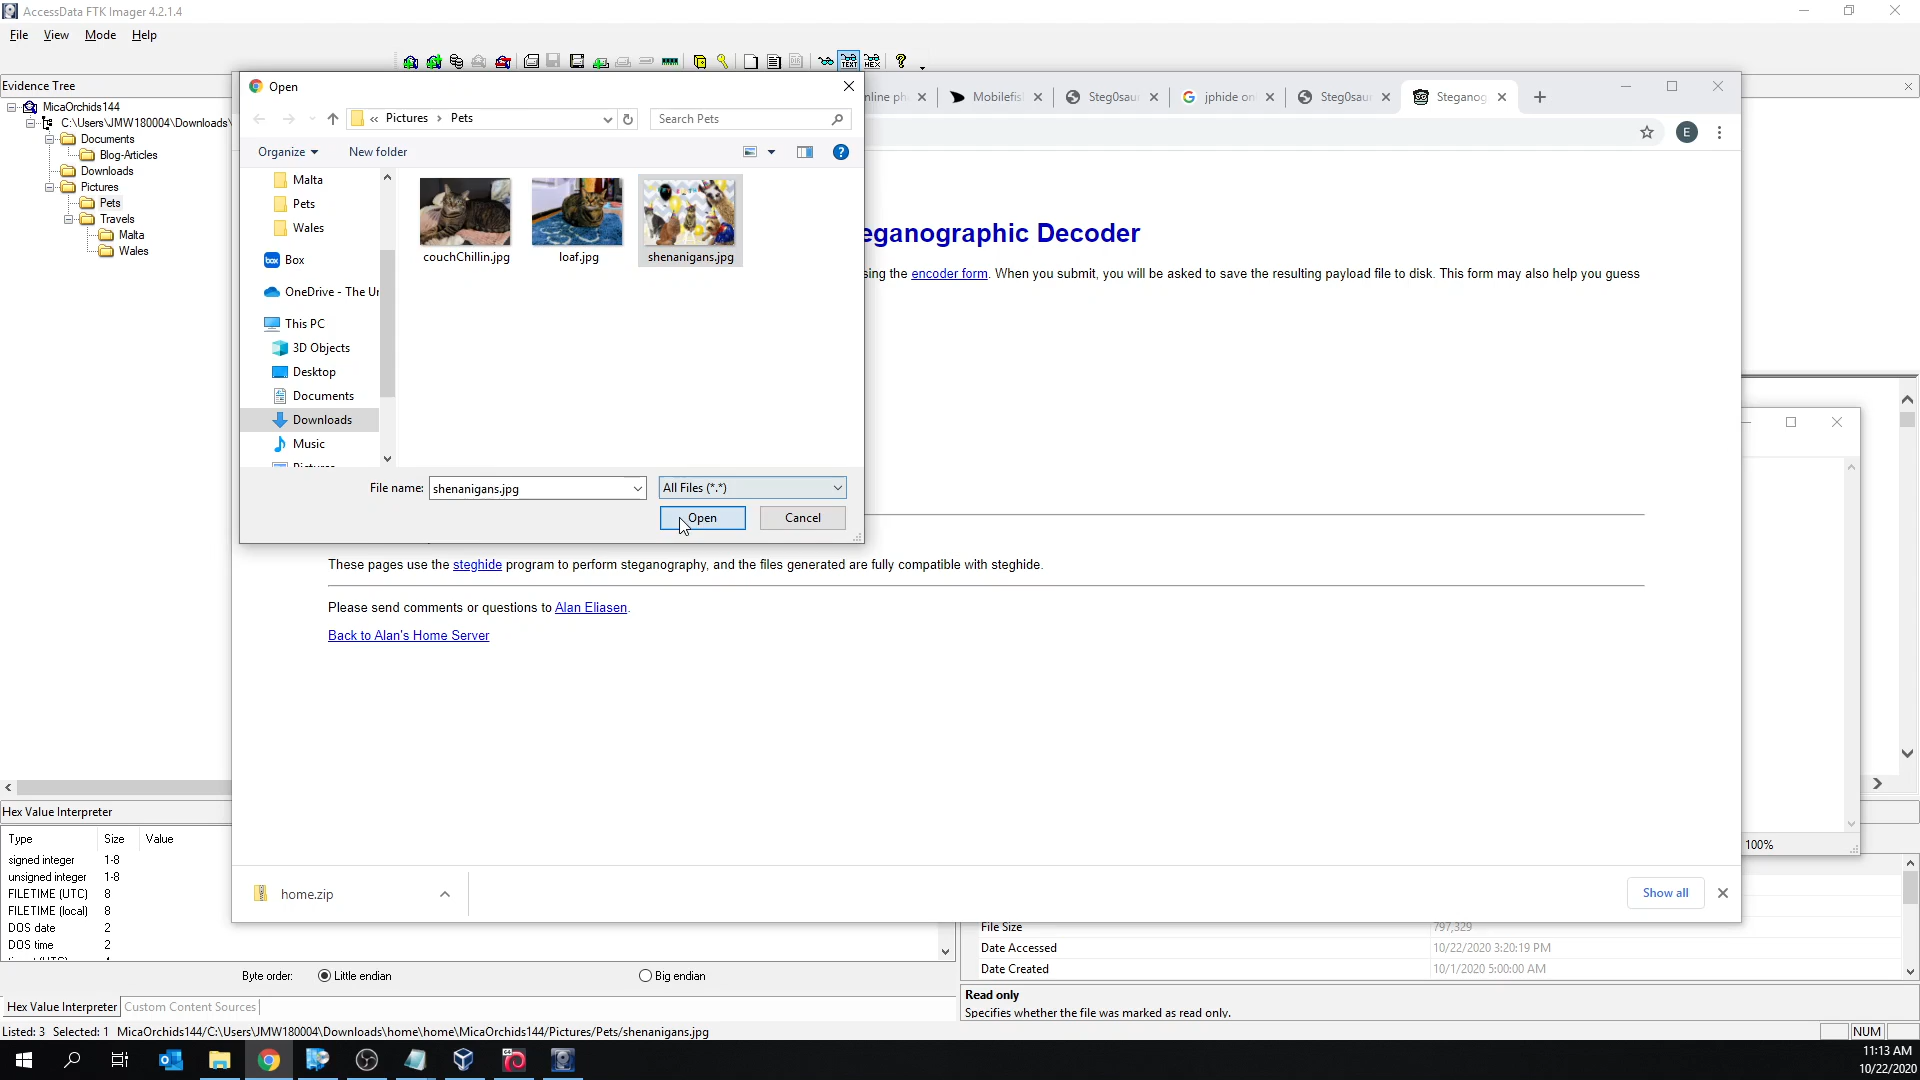 AccessData FTK Imager 4.2.1.4
File View Mode Help
Evidence Tree
MicaOrchids144
C:\Users\JMW180004\Downloads\
Documents
Blog-Articles
Downloads
Pictures
Pets
Travels
Malta
Wales
Open
« Pictures › Pets
Search Pets
Organize
New folder
Malta
Pets
Wales
Box
OneDrive - The Ur
This PC
3D Objects
Desktop
Documents
Downloads
Music
couchChillin.jpg
loaf.jpg
shenanigans.jpg
File name: shenanigans.jpg
All Files (*.*)
Open
Cancel
nline ph
Mobilefis
Steg0sau
jphide on
Steg0sau
Steganog
E
eganographic Decoder
sing the encoder form. When you submit, you will be asked to save the resulting payload file to disk. This form may also help you guess
These pages use the steghide program to perform steganography, and the files generated are fully compatible with steghide.
Please send comments or questions to Alan Eliasen.
Back to Alan's Home Server
home.zip
Show all
100%
Hex Value Interpreter
Type Size Value
signed integer 1-8
unsigned integer 1-8
FILETIME (UTC) 8
FILETIME (local) 8
DOS date 2
DOS time 2
Byte order: Little endian Big endian
Hex Value Interpreter Custom Content Sources
File Size 797,329
Date Accessed 10/22/2020 3:20:19 PM
Date Created 10/1/2020 5:00:00 AM
Read only
Specifies whether the file was marked as read only.
Listed: 3 Selected: 1 MicaOrchids144/C:\Users\JMW180004\Downloads\home\home\MicaOrchids144/Pictures/Pets/shenanigans.jpg
NUM
11:13 AM
10/22/2020